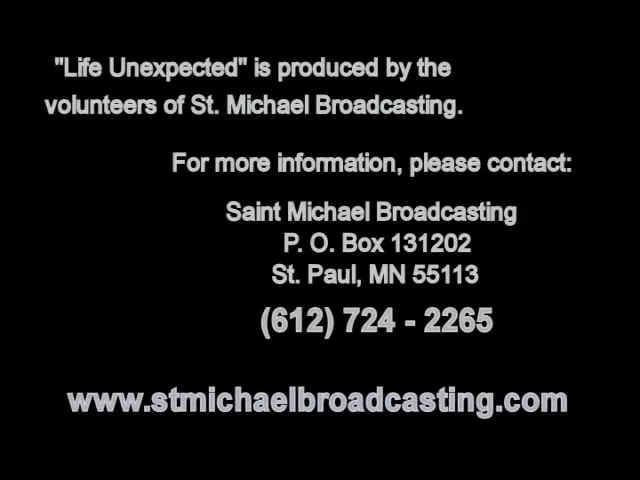 "Life Unexpected" is produced by the
volunteers of St. Michael Broadcasting.
For more information, please contact:
Saint Michael Broadcasting
P. O. Box 131202
St. Paul, MN 55113
(612) 724 - 2265
www.stmichaelbroadcasting.com